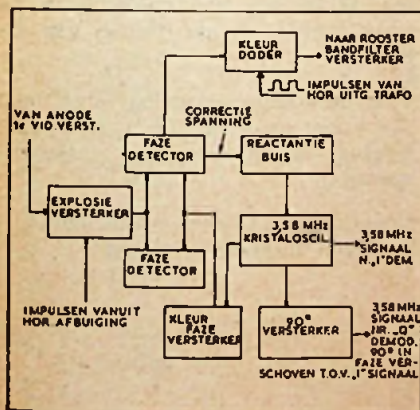 KLEUR
DODER
NAAR ROOSTER
BANDFILTER
VERSTERKER
IMPULSEN VAN
HOR UITG TRAFO
CORRECTIE
SPANNING
VAN ANODE
1e VID.VERST.
FAZE
DETECTOR
REACTANTIE
BUIS
EXPLOSIE
VERSTERKER
3,58 MHz
KRISTALOSCIL.
3,58 MHz
SIGNAAL
N. „I" DEM.
FAZE
DETECTOR
IMPULSEN VANUIT
HOR AFBUIGING
KLEUR
FAZE
VERSTERKER
90°
VERSTERKER
3,58 MHz
SIGNAAL
NR. „Q"
DEMOD.
90° IN
FAZE VER-
SCHOVEN T.O.V. „I" SIGNAAL